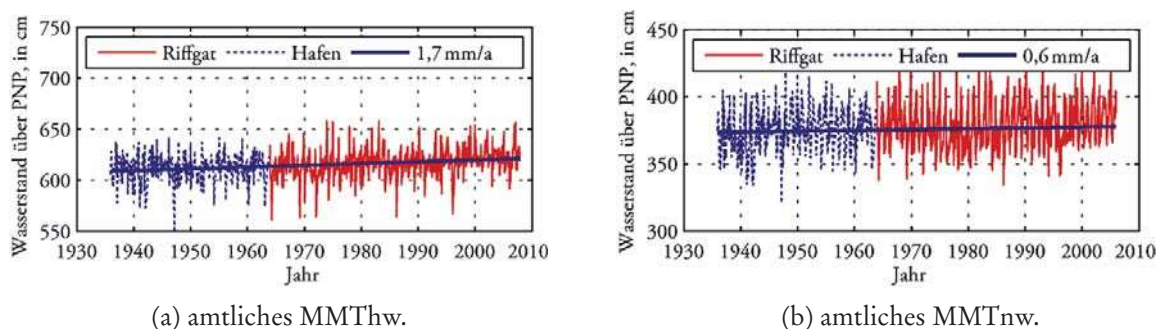 Wasserstand über PNP, in cm
750
700
650
600
550
Riffgat Hafen 1,7 mm/a
1930 1940 1950 1960 1970 1980 1990 2000 2010
Jahr
(a) amtliches MMThw.
Wasserstand über PNP, in cm
450
400
350
300
Riffgat Hafen 0,6 mm/a
1930 1940 1950 1960 1970 1980 1990 2000 2010
Jahr
(b) amtliches MMTnw.